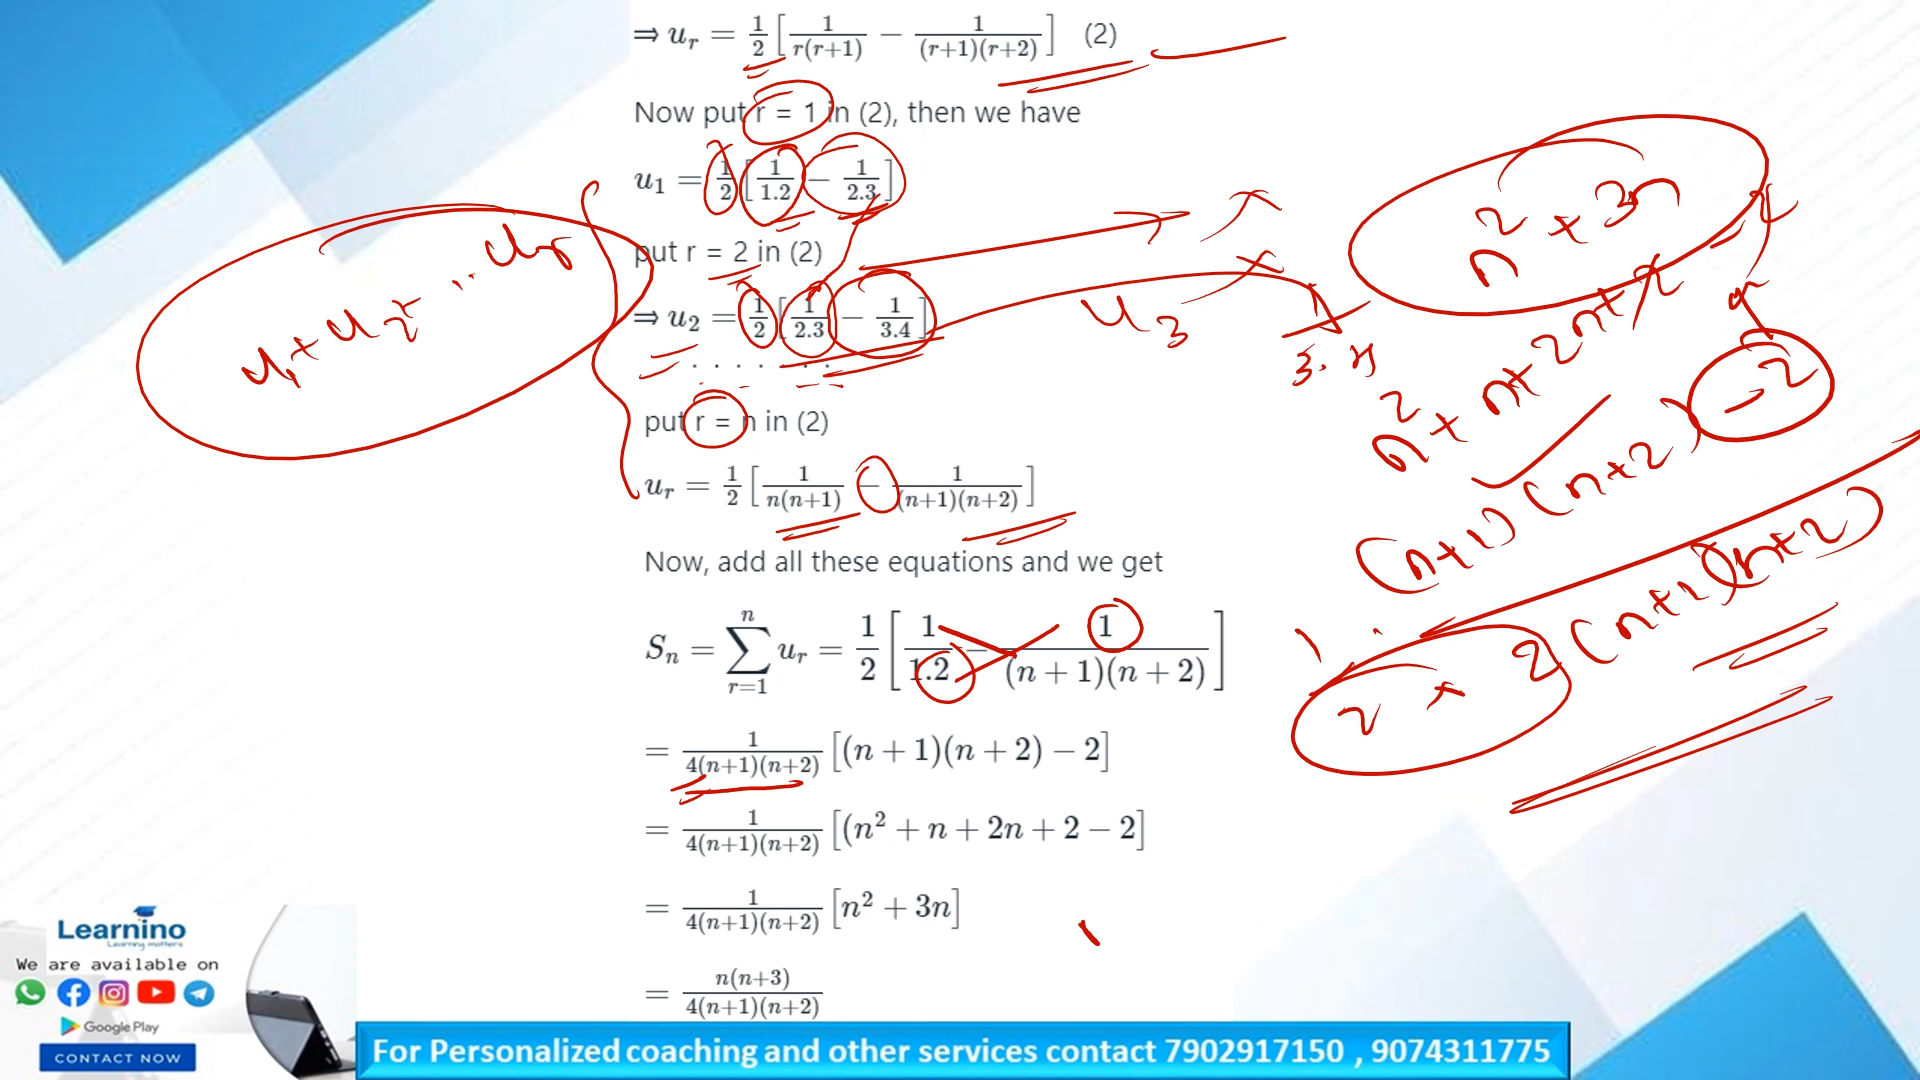 ⇒ u_r = 1/2 [ 1/(r(r+1)) − 1/((r+1)(r+2)) ] (2)
Now put r = 1 in (2), then we have
u_1 = 1/2 [ 1/1.2 − 1/2.3 ]
put r = 2 in (2)
⇒ u_2 = 1/2 [ 1/2.3 − 1/3.4 ]
. . . . . . .
put r = n in (2)
u_r = 1/2 [ 1/(n(n+1)) − 1/((n+1)(n+2)) ]
Now, add all these equations and we get
S_n = ∑_{r=1}^{n} u_r = 1/2 [ 1/1.2 − 1/((n + 1)(n + 2)) ]
= 1/(4(n+1)(n+2)) [(n + 1)(n + 2) − 2]
= 1/(4(n+1)(n+2)) [(n² + n + 2n + 2 − 2]
= 1/(4(n+1)(n+2)) [n² + 3n]
= n(n+3)/(4(n+1)(n+2))
u_1 + u_2 + .. u_r
u_3
n² + 3n
n² + n + 2n + 2 − 2
(n+1)(n+2) − 2
2(n+1)(n+2)
2 ×
Learnino
Learning matters
We are available on
Google Play
CONTACT NOW
For Personalized coaching and other services contact 7902917150 , 9074311775